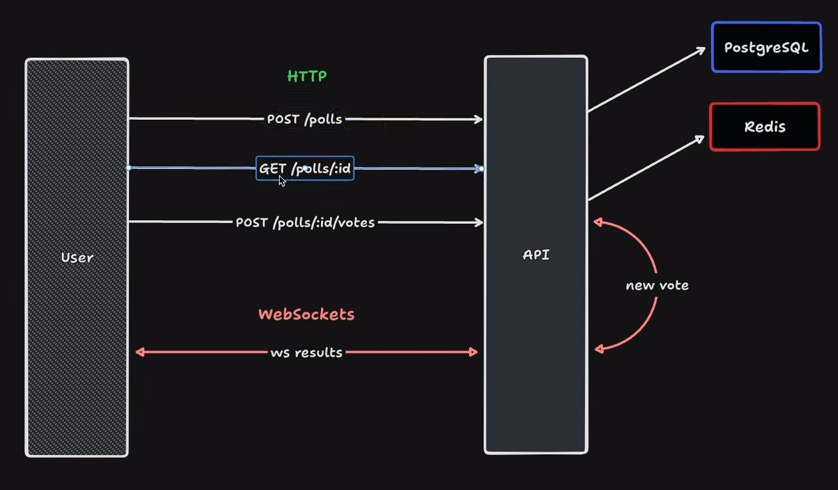 HTTP
PostgreSQL
POST /polls
Redis
GET /polls/:id
POST /polls/:id/votes
User
API
new vote
WebSockets
ws results